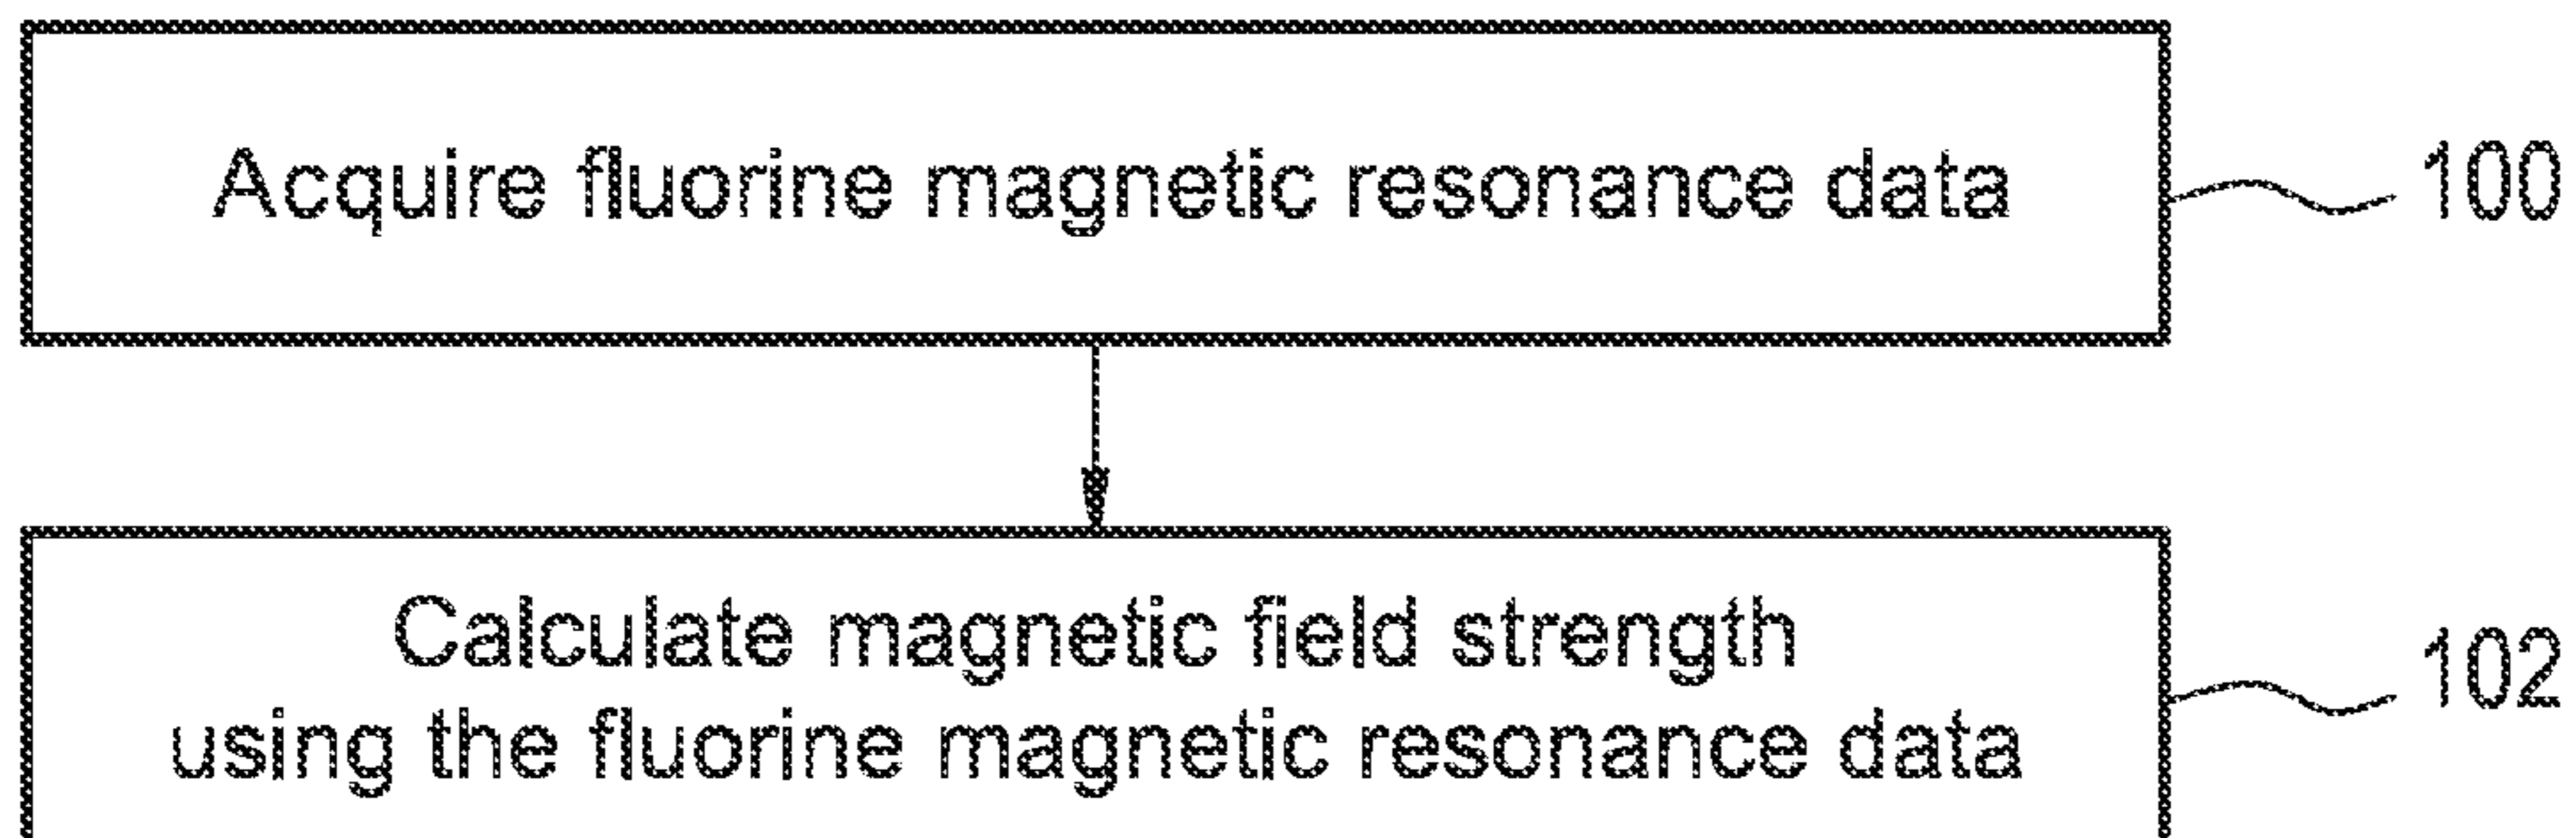 Acquire fluorine magnetic resonance data
100
Calculate magnetic field strength
using the fluorine magnetic resonance data
102